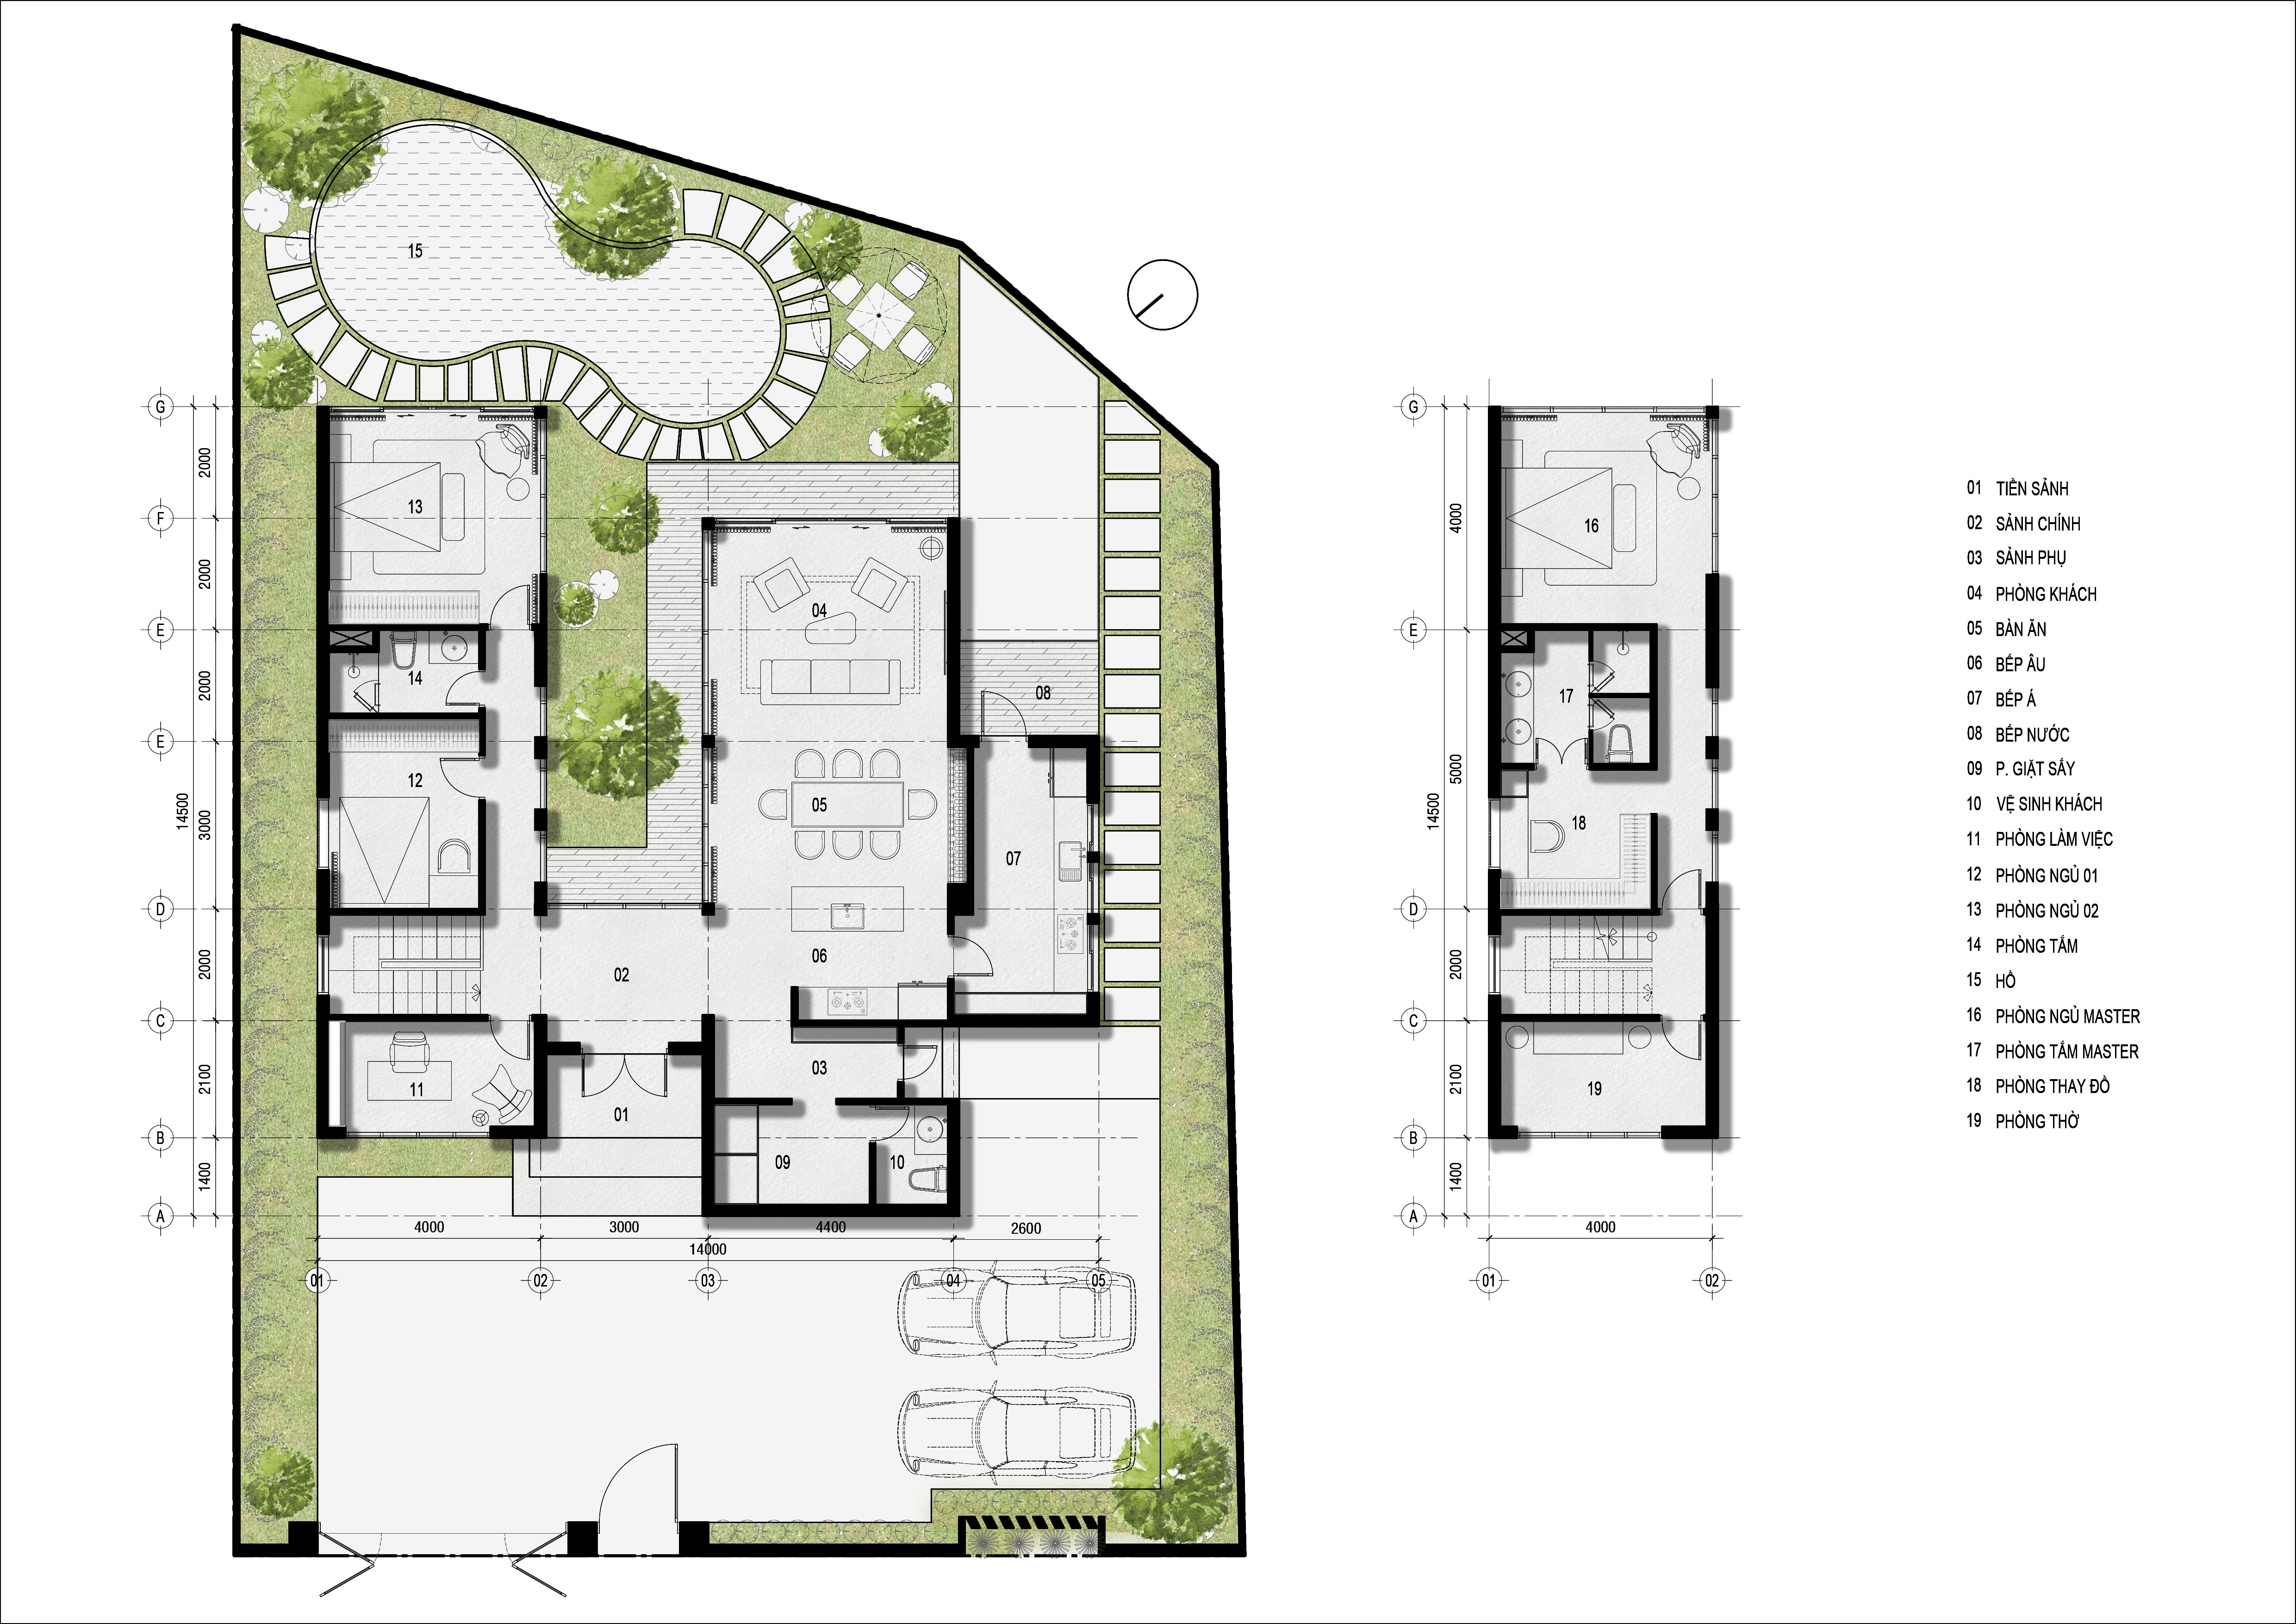 15
G
F
E
E
D
C
B
A
2000
2000
2000
3000
2000
2100
1400
14500
13
14
12
11
04
05
06
07
08
02
03
01
09
10
4000
3000
4400
2600
14000
01
02
03
04
05
G
E
D
C
B
A
4000
5000
2000
2100
1400
14500
16
17
18
19
4000
01
02
01 TIỀN SẢNH
02 SẢNH CHÍNH
03 SẢNH PHỤ
04 PHÒNG KHÁCH
05 BÀN ĂN
06 BẾP ÂU
07 BẾP Á
08 BẾP NƯỚC
09 P. GIẶT SẤY
10 VỆ SINH KHÁCH
11 PHÒNG LÀM VIỆC
12 PHÒNG NGỦ 01
13 PHÒNG NGỦ 02
14 PHÒNG TẮM
15 HỒ
16 PHÒNG NGỦ MASTER
17 PHÒNG TẮM MASTER
18 PHÒNG THAY ĐỒ
19 PHÒNG THỜ